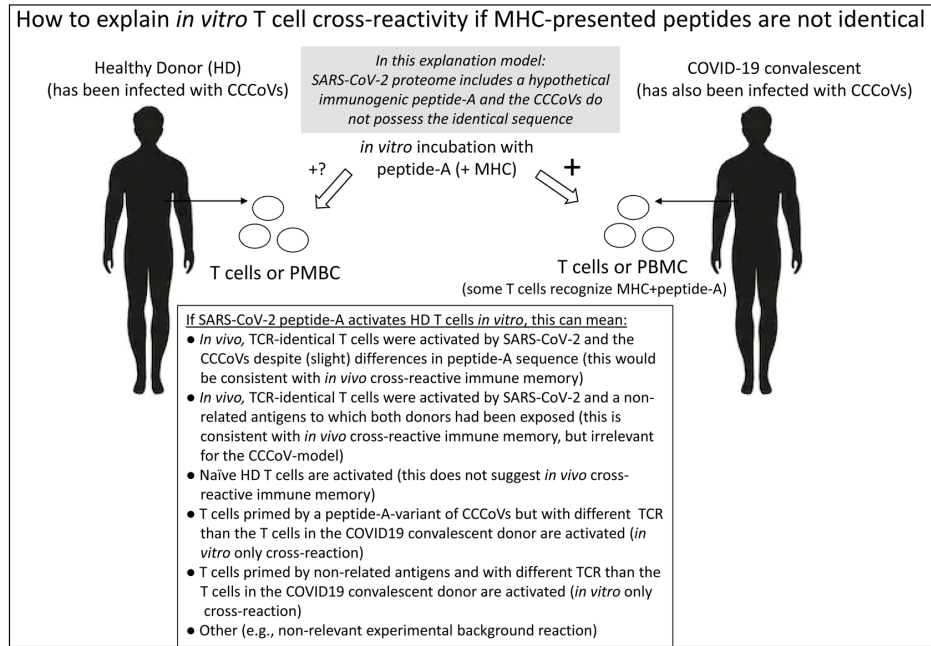 How to explain in vitro T cell cross-reactivity if MHC-presented peptides are not identical
Healthy Donor (HD)
(has been infected with CCCoVs)
In this explanation model:
SARS-CoV-2 proteome includes a hypothetical
immunogenic peptide-A and the CCCoVs do
not possess the identical sequence
COVID-19 convalescent
(has also been infected with CCCoVs)
in vitro incubation with
peptide-A (+ MHC)
+?
+
T cells or PMBC
T cells or PBMC
(some T cells recognize MHC+peptide-A)
If SARS-CoV-2 peptide-A activates HD T cells in vitro, this can mean:
● In vivo, TCR-identical T cells were activated by SARS-CoV-2 and the
CCCoVs despite (slight) differences in peptide-A sequence (this would
be consistent with in vivo cross-reactive immune memory)
● In vivo, TCR-identical T cells were activated by SARS-CoV-2 and a non-
related antigens to which both donors had been exposed (this is
consistent with in vivo cross-reactive immune memory, but irrelevant
for the CCCoV-model)
● Naïve HD T cells are activated (this does not suggest in vivo cross-
reactive immune memory)
● T cells primed by a peptide-A-variant of CCCoVs but with different TCR
than the T cells in the COVID19 convalescent donor are activated (in
vitro only cross-reaction)
● T cells primed by non-related antigens and with different TCR than the
T cells in the COVID19 convalescent donor are activated (in vitro only
cross-reaction)
● Other (e.g., non-relevant experimental background reaction)